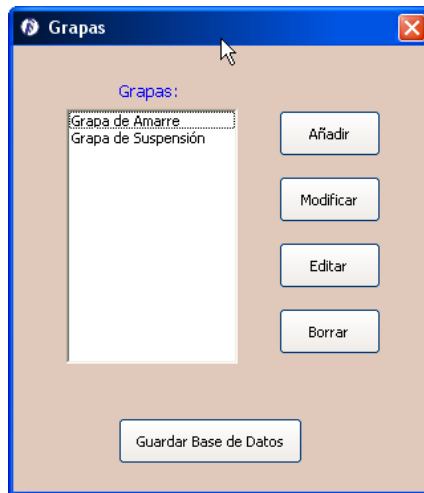 Grapas
Grapas:
Grapa de Amarre
Grapa de Suspensión
Añadir
Modificar
Editar
Borrar
Guardar Base de Datos